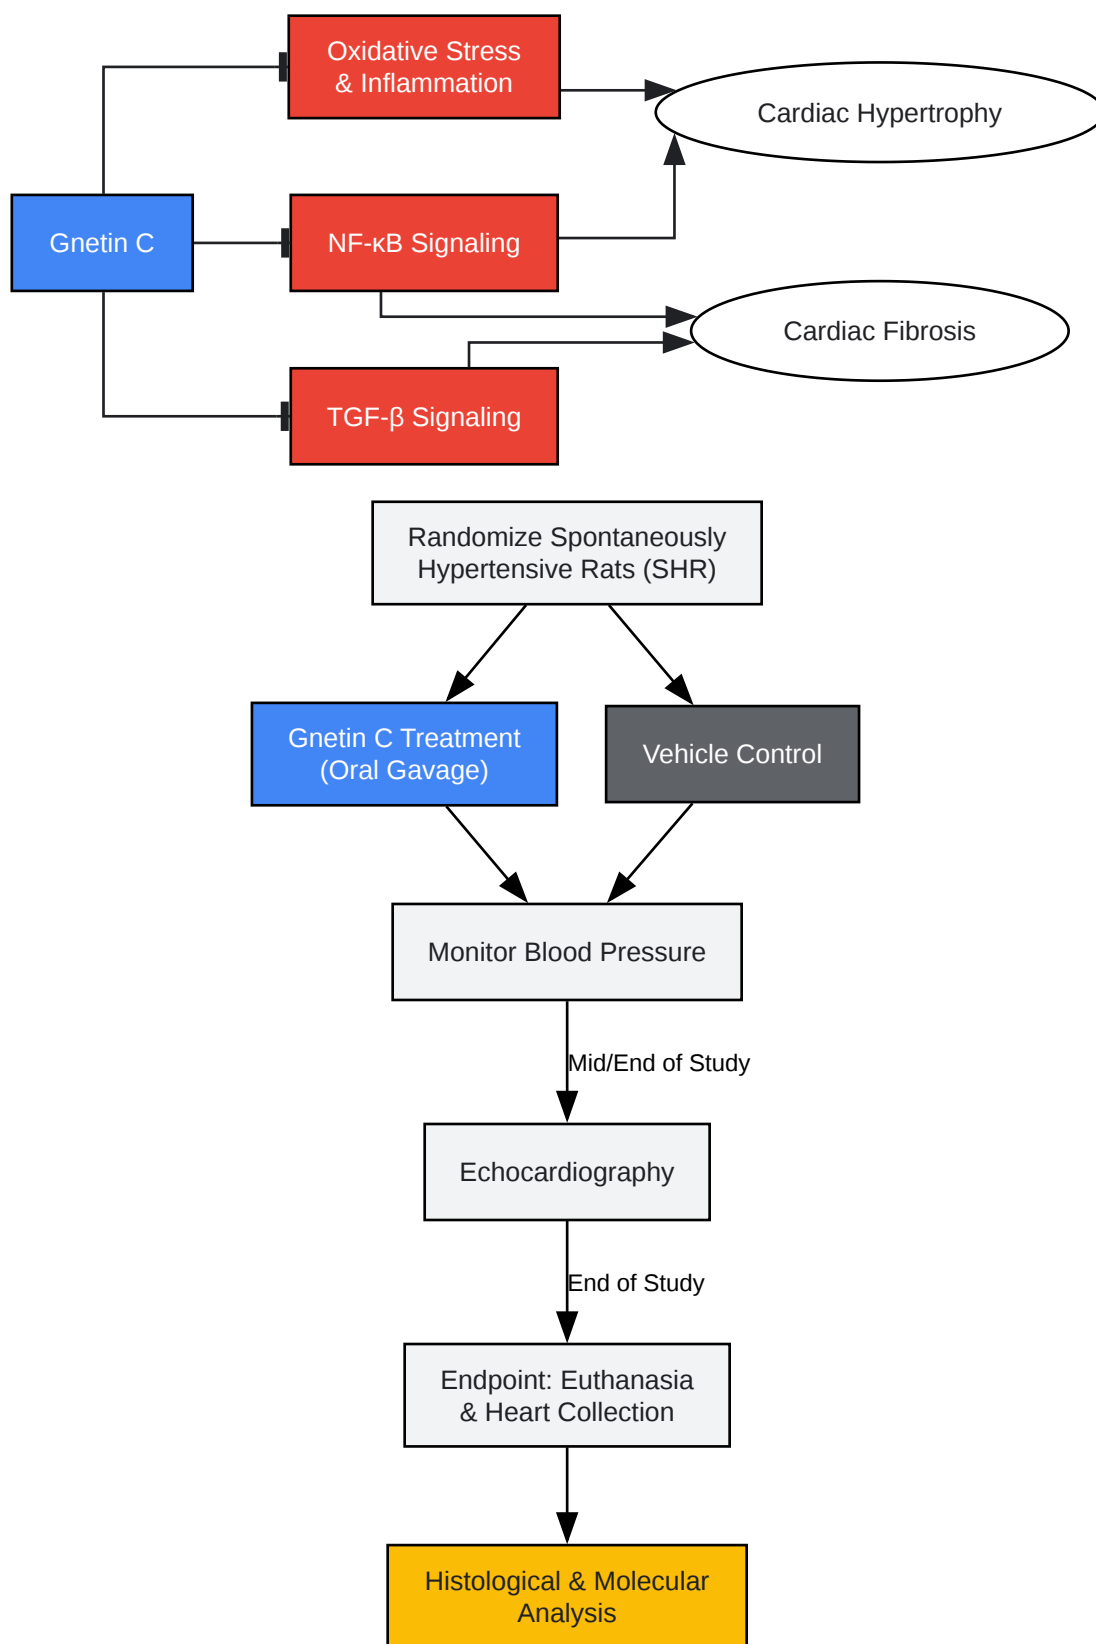 Oxidative Stress
& Inflammation
Cardiac Hypertrophy
Gnetin C
NF-κB Signaling
Cardiac Fibrosis
TGF-β Signaling
Randomize Spontaneously
Hypertensive Rats (SHR)
Gnetin C Treatment
(Oral Gavage)
Vehicle Control
Monitor Blood Pressure
Mid/End of Study
Echocardiography
End of Study
Endpoint: Euthanasia
& Heart Collection
Histological & Molecular
Analysis